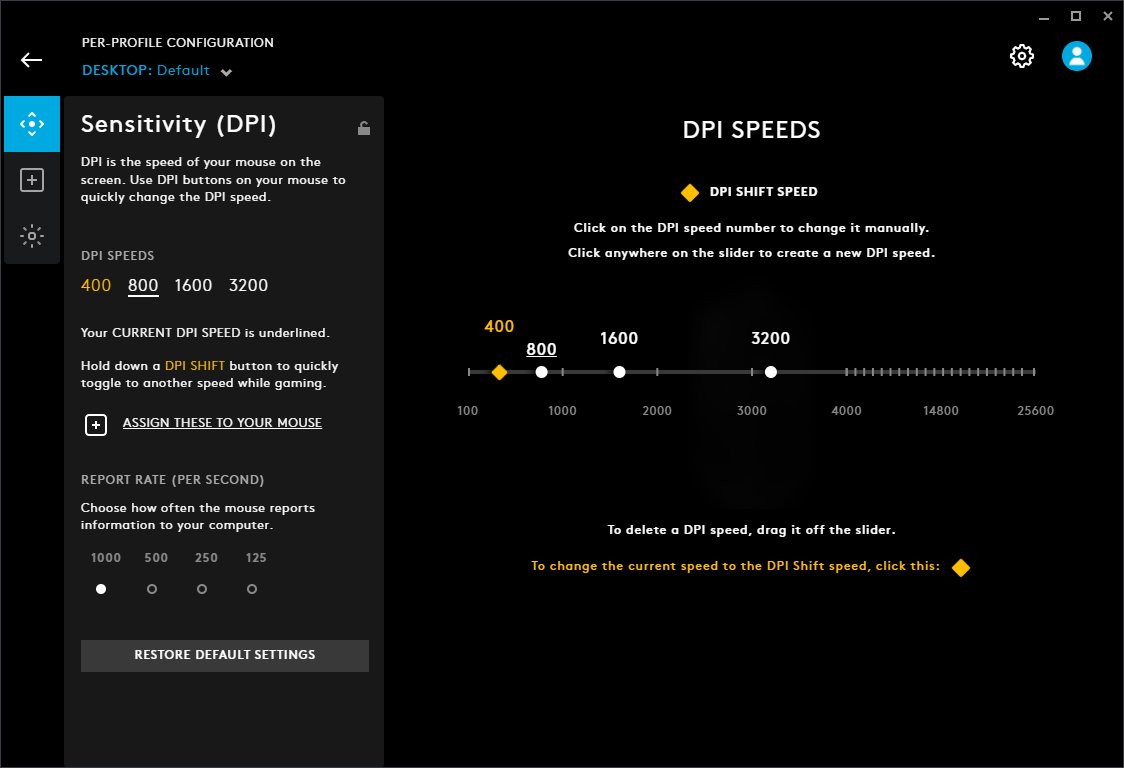 PER-PROFILE CONFIGURATION
DESKTOP: Default
Sensitivity (DPI)
DPI is the speed of your mouse on the
screen. Use DPI buttons on your mouse to
quickly change the DPI speed.
DPI SPEEDS
400 800 1600 3200
Your CURRENT DPI SPEED is underlined.
Hold down a DPI SHIFT button to quickly
toggle to another speed while gaming.
ASSIGN THESE TO YOUR MOUSE
REPORT RATE (PER SECOND)
Choose how often the mouse reports
information to your computer.
1000 500 250 125
RESTORE DEFAULT SETTINGS
DPI SPEEDS
DPI SHIFT SPEED
Click on the DPI speed number to change it manually.
Click anywhere on the slider to create a new DPI speed.
400 800 1600 3200
100 1000 2000 3000 4000 14800 25600
To delete a DPI speed, drag it off the slider.
To change the current speed to the DPI Shift speed, click this: